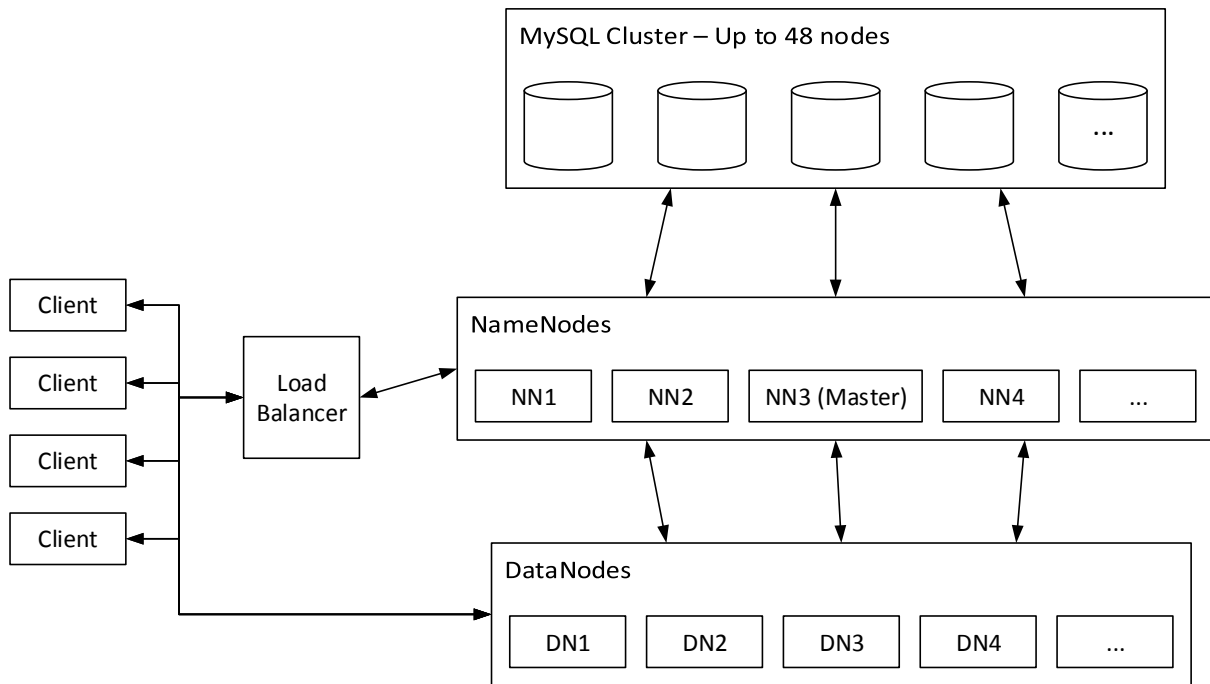 MySQL Cluster – Up to 48 nodes
...
Client
Client
Client
Client
Load
Balancer
NameNodes
NN1
NN2
NN3 (Master)
NN4
...
DataNodes
DN1
DN2
DN3
DN4
...